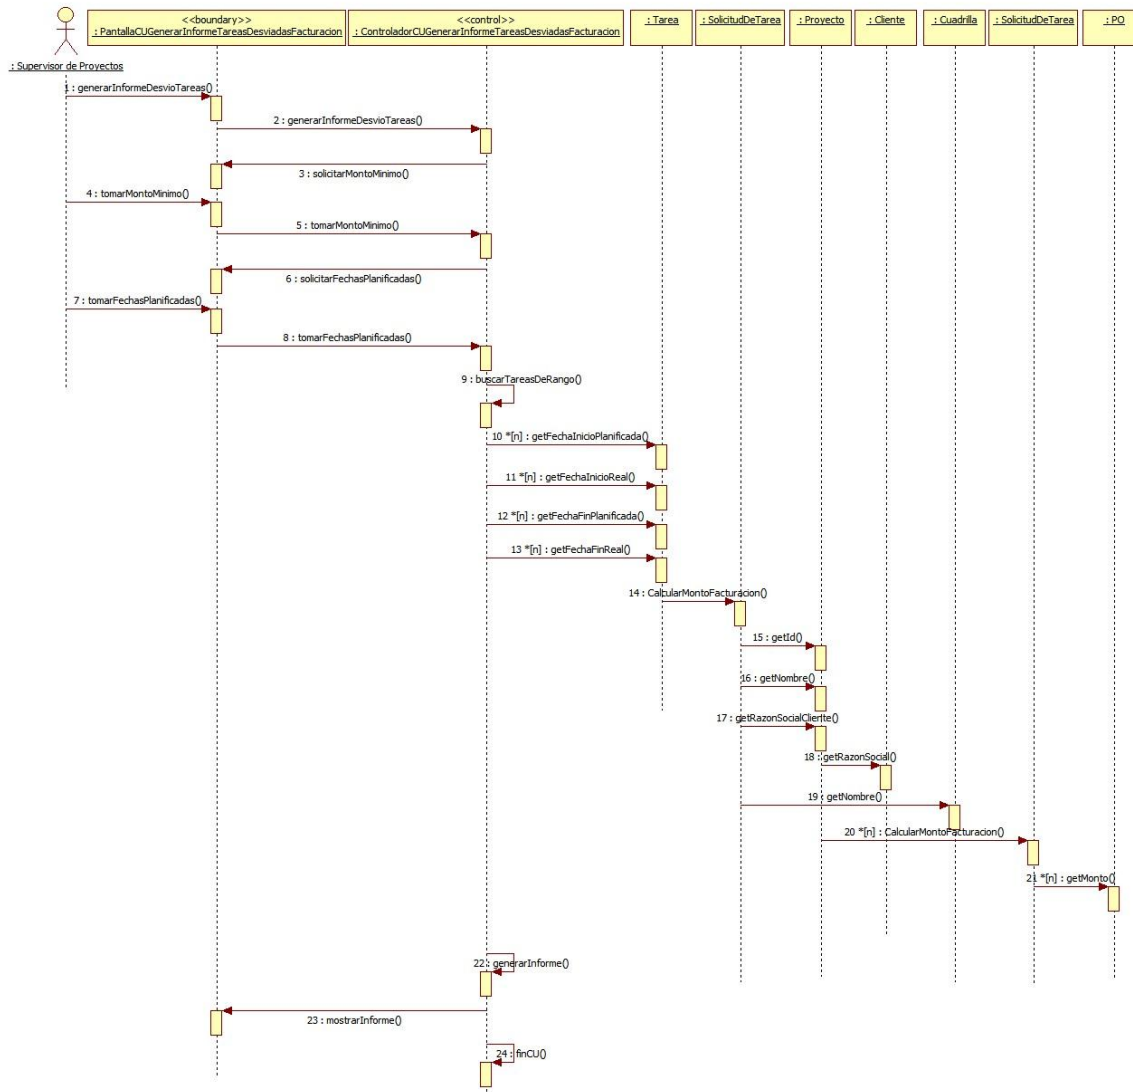 <<boundary>>
: PantallaCUGenerarInformeTareasDesviadasFacturacion
<<control>>
: ControladorCUGenerarInformeTareasDesviadasFacturacion
: Tarea
: SolicitudDeTarea
: Proyecto
: Cliente
: Cuadrilla
: SolicitudDeTarea
: PO
: Supervisor de Proyectos
1 : generarInformeDesvioTareas()
2 : generarInformeDesvioTareas()
3 : solicitarMontoMinimo()
4 : tomarMontoMinimo()
5 : tomarMontoMinimo()
6 : solicitarFechasPlanificadas()
7 : tomarFechasPlanificadas()
8 : tomarFechasPlanificadas()
9 : buscarTareasDeRango()
10 *[n] : getFechaInicioPlanificada()
11 *[n] : getFechaInicioReal()
12 *[n] : getFechaFinPlanificada()
13 *[n] : getFechaFinReal()
14 : CalcularMontoFacturacion()
15 : getId()
16 : getNombre()
17 : getRazonSocialCliente()
18 : getRazonSocial()
19 : getNombre()
20 *[n] : CalcularMontoFacturacion()
21 *[n] : getMonto()
22 : generarInforme()
23 : mostrarInforme()
24 : finCU()